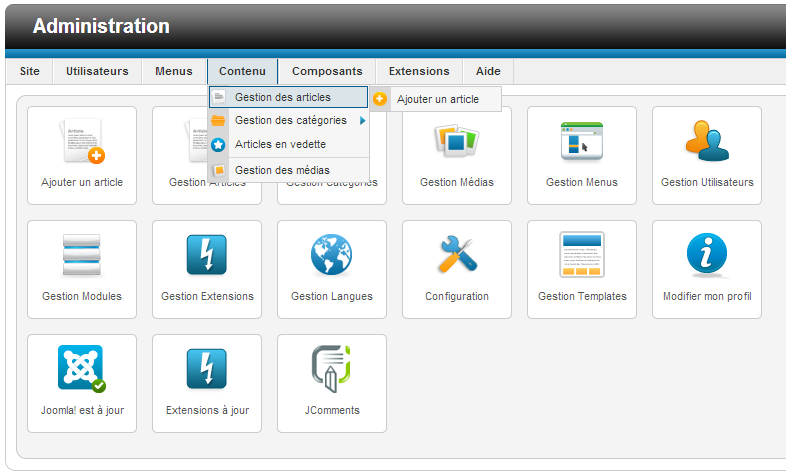 Administration
Site Utilisateurs Menus Contenu Composants Extensions Aide
Gestion des articles
Ajouter un article
Gestion des catégories
Articles en vedette
Gestion des médias
Article
Ajouter un article
Gestion Articles
Gestion Catégories
Gestion Médias
Gestion Menus
Gestion Utilisateurs
Gestion Modules
Gestion Extensions
Gestion Langues
Configuration
Gestion Templates
Modifier mon profil
Joomla! est à jour
Extensions à jour
JComments